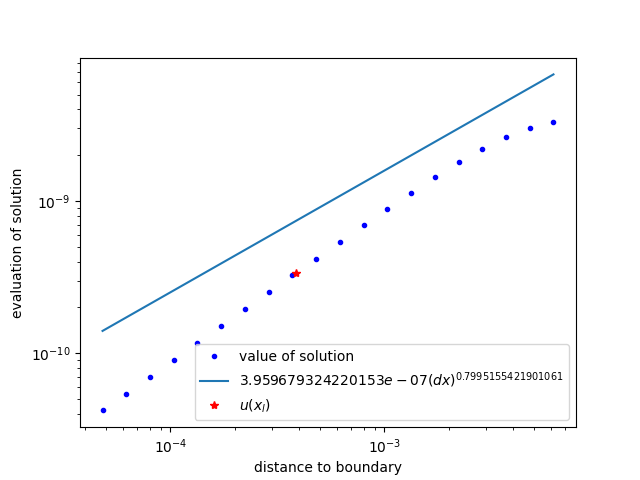 10⁻⁹
10⁻¹⁰
evaluation of solution
value of solution
3.959679324220153e − 07(dx)^0.7995155421901061
u(x_l)
10⁻⁴
10⁻³
distance to boundary